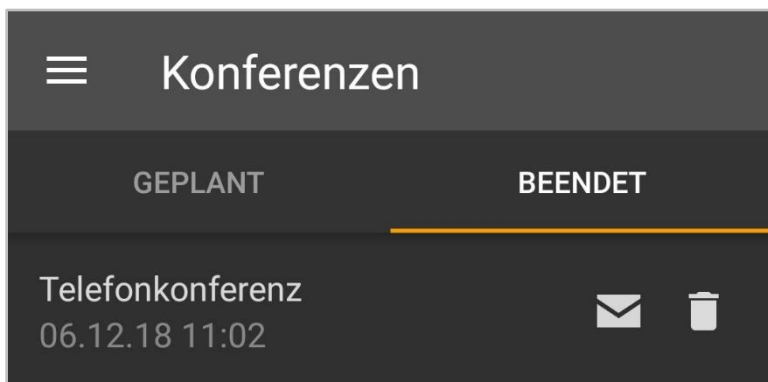 Konferenzen
GEPLANT BEENDET
Telefonkonferenz
06.12.18 11:02